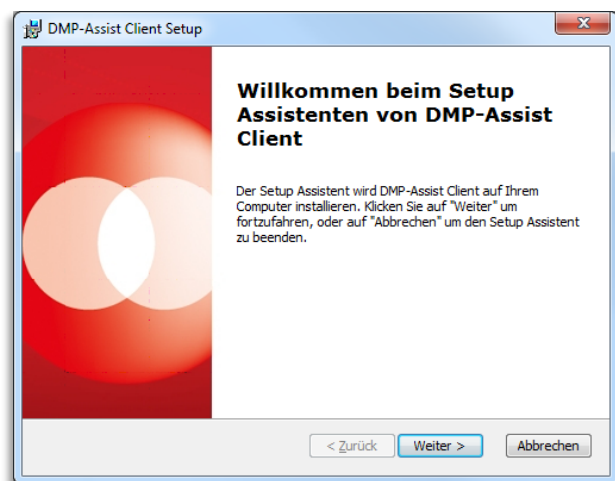 DMP-Assist Client Setup
Willkommen beim Setup
Assistenten von DMP-Assist
Client
Der Setup Assistent wird DMP-Assist Client auf Ihrem
Computer installieren. Klicken Sie auf "Weiter" um
fortzufahren, oder auf "Abbrechen" um den Setup Assistent
zu beenden.
< Zurück Weiter > Abbrechen